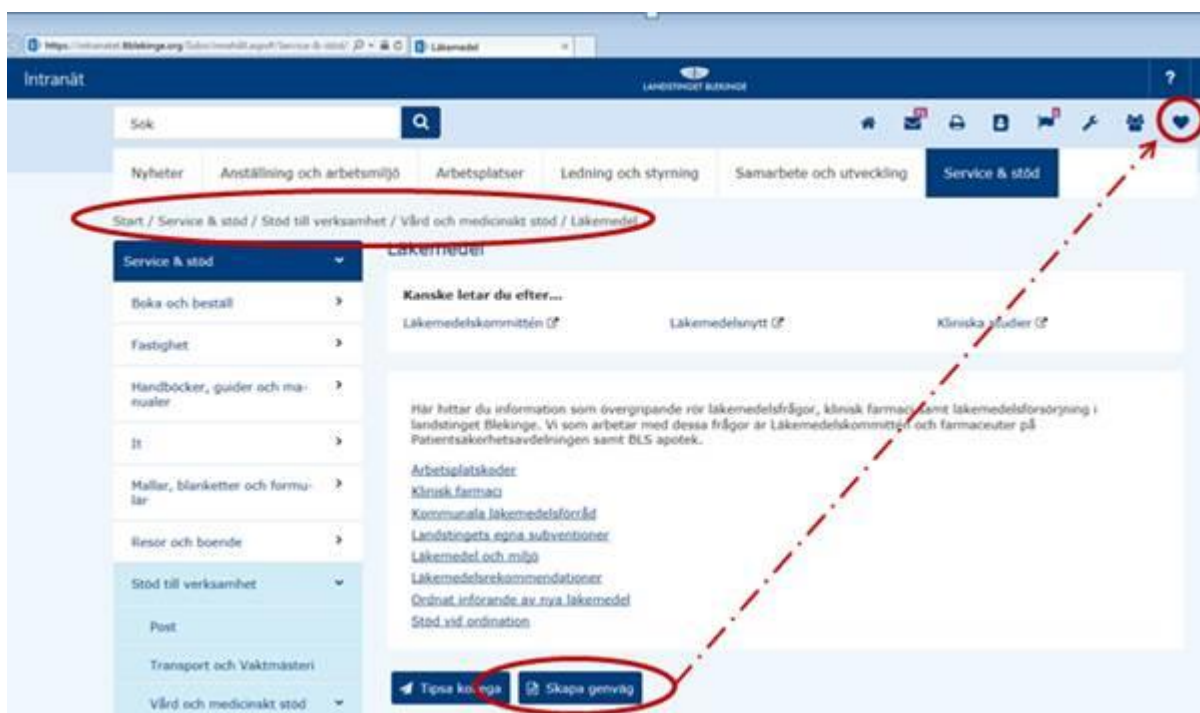 Läkemedel
Intranät
LANDSTINGET BLEKINGE
?
Sök
Nyheter Anställning och arbetsmiljö Arbetsplatser Ledning och styrning Samarbete och utveckling Service & stöd
Start / Service & stöd / Stöd till verksamhet / Vård och medicinskt stöd / Läkemedel
Läkemedel
Service & stöd
Boka och beställ
Fastighet
Handböcker, guider och ma-
nualer
It
Mallar, blanketter och formu-
lär
Resor och boende
Stöd till verksamhet
Post
Transport och Vaktmästeri
Vård och medicinskt stöd
Kanske letar du efter...
Läkemedelskommittén Läkemedelsnytt Kliniska studier
Här hittar du information som övergripande rör läkemedelsfrågor, klinisk farmaci samt läkemedelsförsörjning i
landstinget Blekinge. Vi som arbetar med dessa frågor är Läkemedelskommittén och farmaceuter på
Patientsäkerhetsavdelningen samt BLS apotek.
Arbetsplatskoder
Klinisk farmaci
Kommunala läkemedelsförråd
Landstingets egna subventioner
Läkemedel och miljö
Läkemedelsrekommendationer
Ordnat införande av nya läkemedel
Stöd vid ordination
Tipsa kollega Skapa genväg